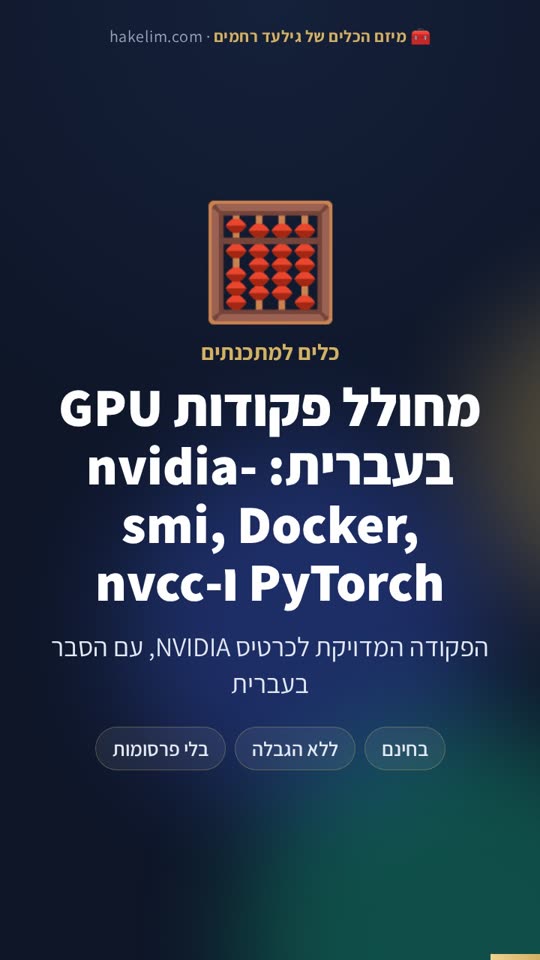 🧰 מיזם הכלים של גילעד רחמים · hakelim.com
כלים למתכנתים
מחולל פקודות GPU
בעברית: nvidia-
smi, Docker,
PyTorch ו-nvcc
הפקודה המדויקת לכרטיס NVIDIA, עם הסבר
בעברית
בחינם
ללא הגבלה
בלי פרסומות